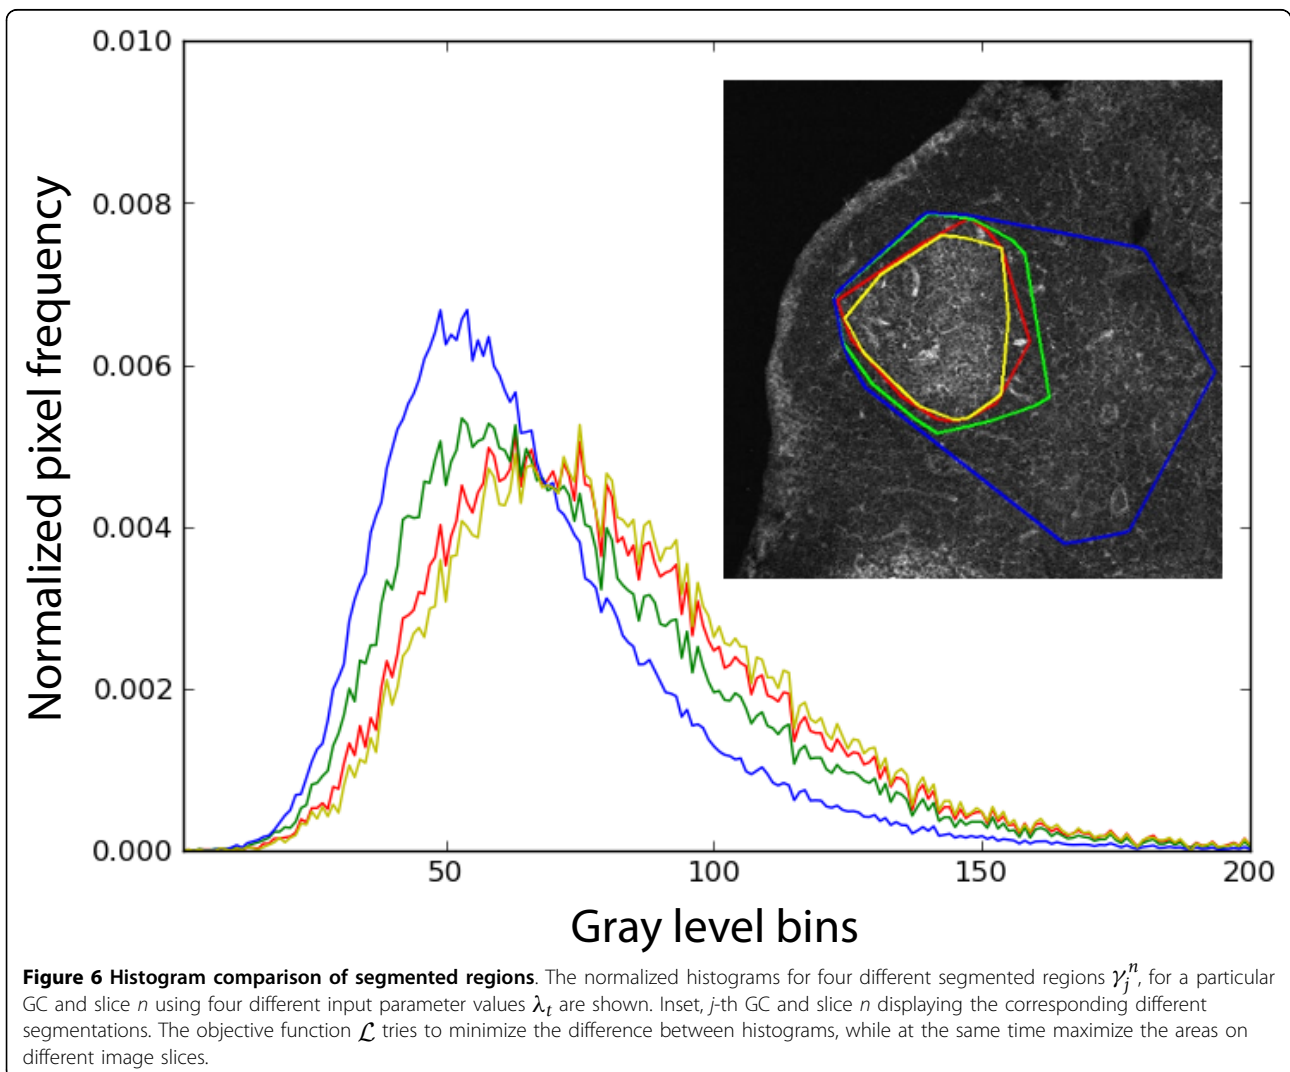 0.010
0.008
0.006
0.004
0.002
0.000
Normalized pixel frequency
50 100 150 200
Gray level bins
Figure 6 Histogram comparison of segmented regions. The normalized histograms for four different segmented regions γⱼⁿ, for a particular
GC and slice n using four different input parameter values λₜ are shown. Inset, j-th GC and slice n displaying the corresponding different
segmentations. The objective function ℒ tries to minimize the difference between histograms, while at the same time maximize the areas on
different image slices.